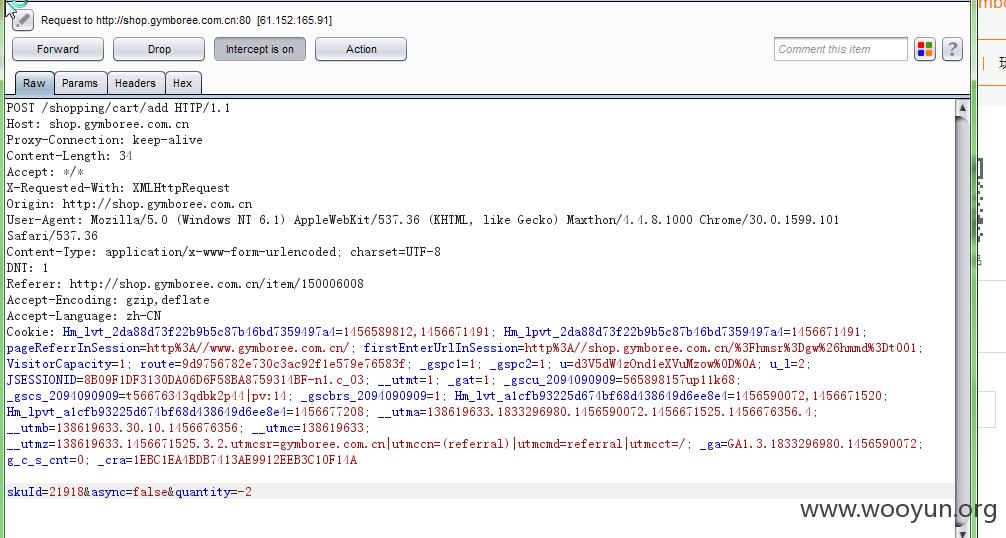 Request to http://shop.gymboree.com.cn:80 [61.152.165.91]
Forward
Drop
Intercept is on
Action
Comment this item
?
Raw
Params
Headers
Hex
POST /shopping/cart/add HTTP/1.1
Host: shop.gymboree.com.cn
Proxy-Connection: keep-alive
Content-Length: 34
Accept: */*
X-Requested-With: XMLHttpRequest
Origin: http://shop.gymboree.com.cn
User-Agent: Mozilla/5.0 (Windows NT 6.1) AppleWebKit/537.36 (KHTML, like Gecko) Maxthon/4.4.8.1000 Chrome/30.0.1599.101
Safari/537.36
Content-Type: application/x-www-form-urlencoded; charset=UTF-8
DNT: 1
Referer: http://shop.gymboree.com.cn/item/150006008
Accept-Encoding: gzip,deflate
Accept-Language: zh-CN
Cookie: Hm_lvt_2da88d73f22b9b5c87b46bd7359497a4=1456589812,1456671491; Hm_lpvt_2da88d73f22b9b5c87b46bd7359497a4=1456671491;
pageReferrInSession=http%3A//www.gymboree.com.cn/; firstEnterUrlInSession=http%3A//shop.gymboree.com.cn/%3Fhmsr%3Dgw%26hmmd%3Dt001;
VisitorCapacity=1; route=9d9756782e730c3ac92f1e579e76583f; _gspc1=1; _gspc2=1; u=d3V5dW4zOnd1eXVuMzow%0D%0A; u_l=2;
JSESSIONID=8B09F1DF3130DA06D6F58BA8759314BF-n1.c_03; __utmt=1; _gat=1; _gscu_2094090909=565898157up11k68;
_gscs_2094090909=t56676343qdbk2p44|pv:14; _gscbrs_2094090909=1; Hm_lvt_a1cfb93225d674bf68d438649d6ee8e4=1456590072,1456671520;
Hm_lpvt_a1cfb93225d674bf68d438649d6ee8e4=1456677208; __utma=138619633.1833296980.1456590072.1456671525.1456676356.4;
__utmb=138619633.30.10.1456676356; __utmc=138619633;
__utmz=138619633.1456671525.3.2.utmcsr=gymboree.com.cn|utmccn=(referral)|utmcmd=referral|utmcct=/; _ga=GA1.3.1833296980.1456590072;
g_c_s_cnt=0; _cra=1EBC1EA4BDB7413AE9912EEB3C10F14A
skuId=21918&async=false&quantity=-2
www.wooyun.org